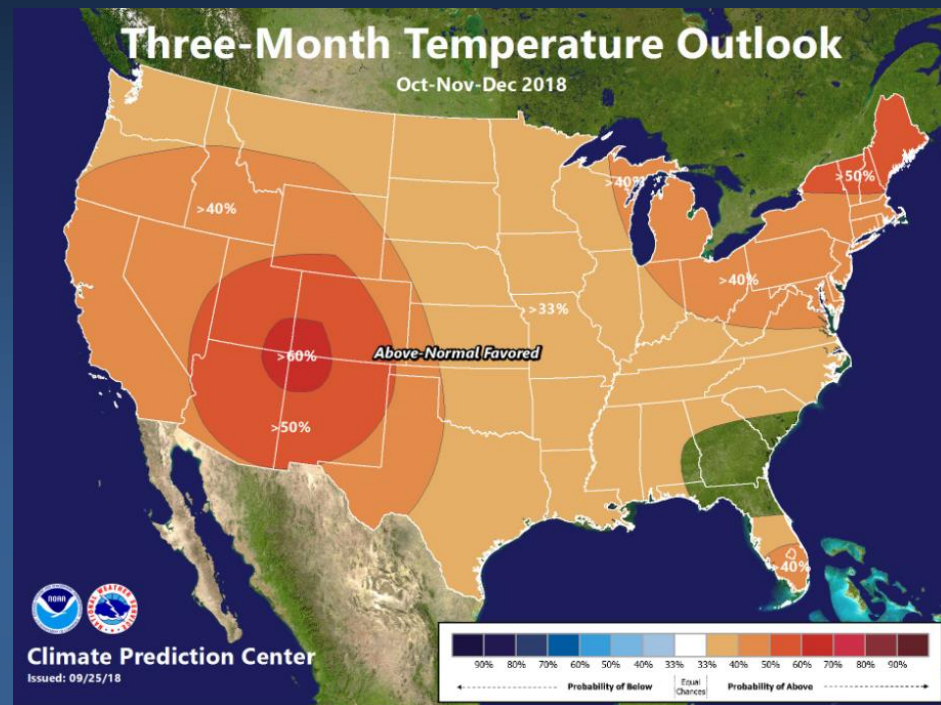 Three-Month Temperature Outlook
Oct-Nov-Dec 2018
>50%
>40%
>40%
>40%
>33%
>60%
Above-Normal Favored
>50%
>40%
NOAA
Climate Prediction Center
Issued: 09/25/18
90% 80% 70% 60% 50% 40% 33% 33% 40% 50% 60% 70% 80% 90%
Probability of Below
Equal
Chances
Probability of Above